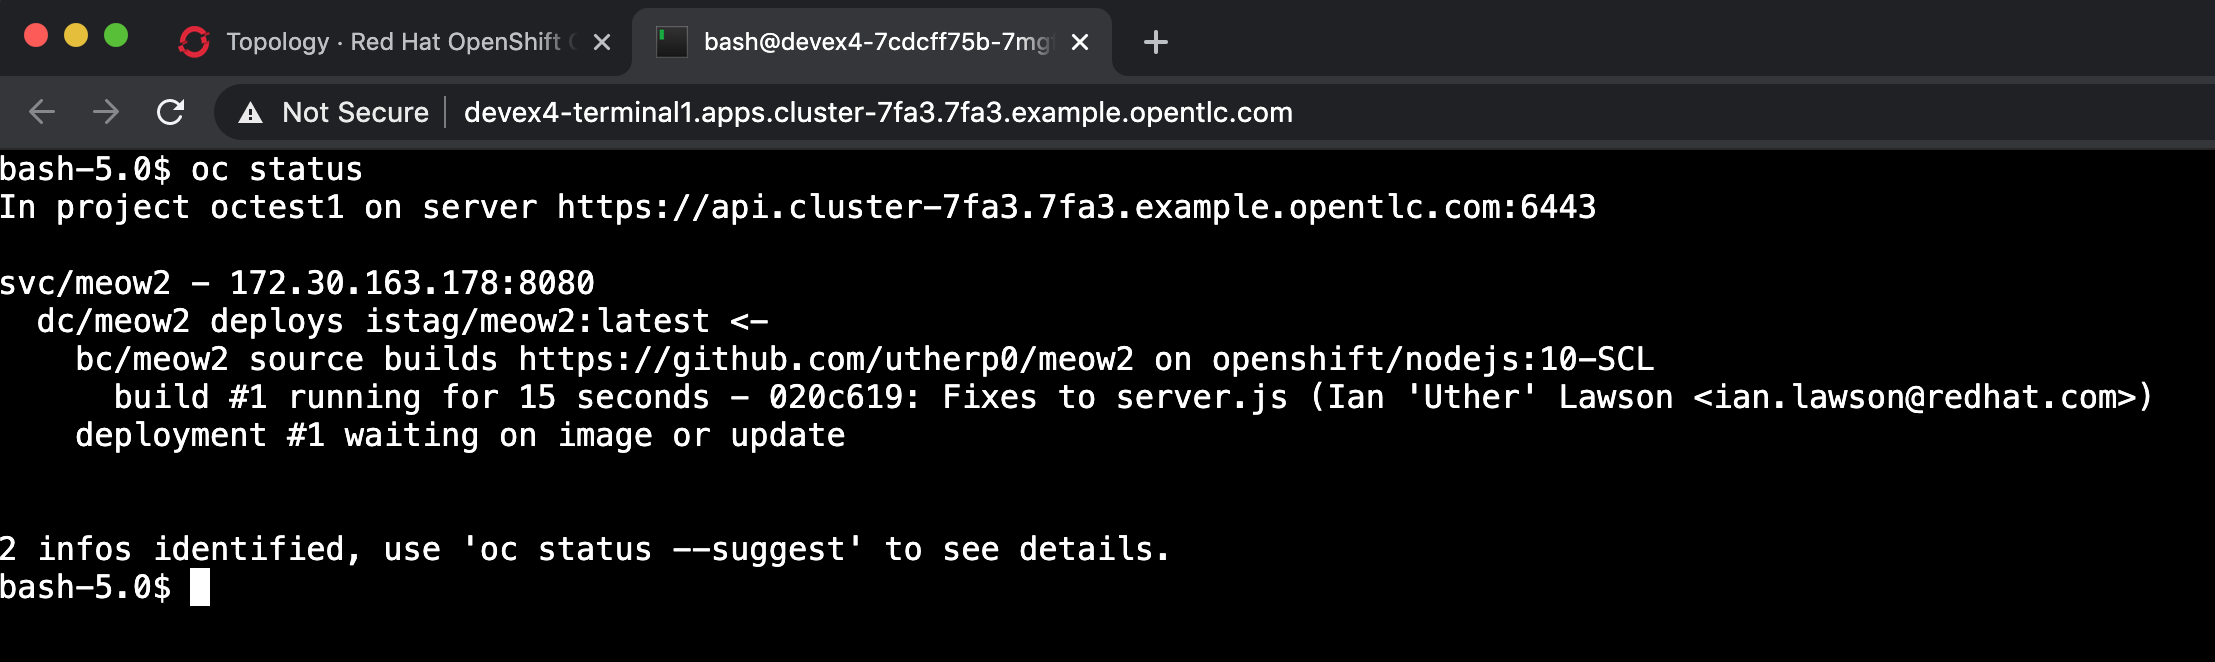 Topology · Red Hat OpenShift
bash@devex4-7cdcff75b-7mg
Not Secure devex4-terminal1.apps.cluster-7fa3.7fa3.example.opentlc.com
bash-5.0$ oc status
In project octest1 on server https://api.cluster-7fa3.7fa3.example.opentlc.com:6443
svc/meow2 - 172.30.163.178:8080
dc/meow2 deploys istag/meow2:latest <-
bc/meow2 source builds https://github.com/utherp0/meow2 on openshift/nodejs:10-SCL
build #1 running for 15 seconds - 020c619: Fixes to server.js (Ian 'Uther' Lawson <ian.lawson@redhat.com>)
deployment #1 waiting on image or update
2 infos identified, use 'oc status --suggest' to see details.
bash-5.0$